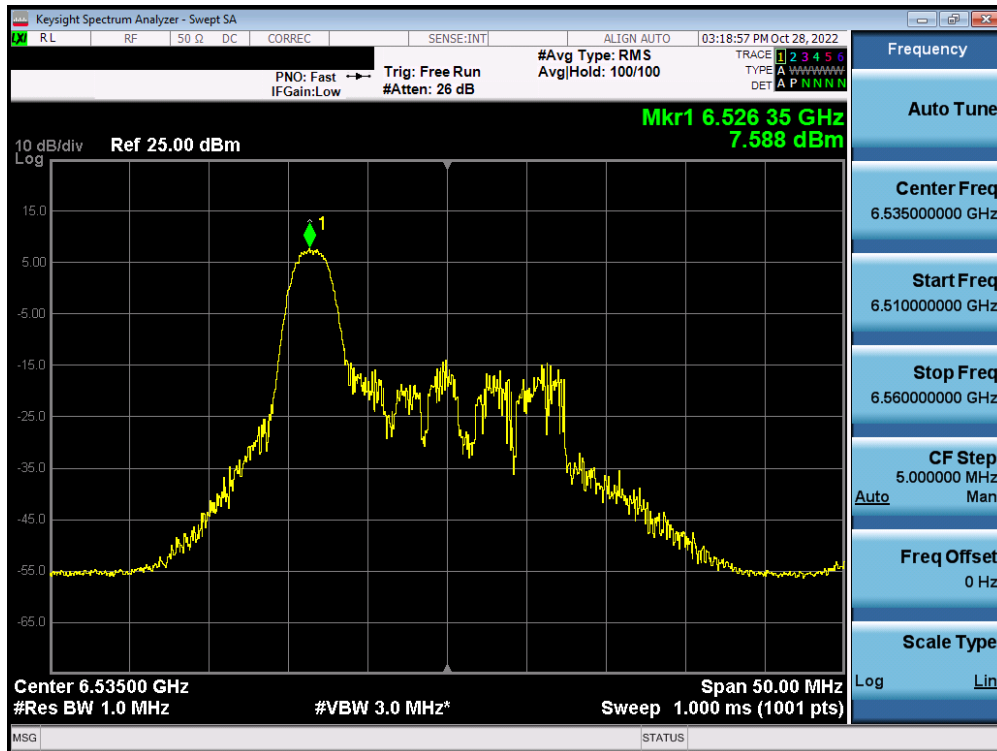 Keysight Spectrum Analyzer - Swept SA
LXI RL RF 50 Ω DC CORREC SENSE:INT ALIGN AUTO 03:18:57 PM Oct 28, 2022
PNO: Fast
IFGain:Low
Trig: Free Run
#Atten: 26 dB
#Avg Type: RMS
Avg|Hold: 100/100
TRACE 1 2 3 4 5 6
TYPE A WWWWW
DET A P N N N N
Mkr1 6.526 35 GHz
7.588 dBm
10 dB/div Ref 25.00 dBm
Log
1
15.0
5.00
-5.00
-15.0
-25.0
-35.0
-45.0
-55.0
-65.0
Center 6.53500 GHz Span 50.00 MHz
#Res BW 1.0 MHz #VBW 3.0 MHz* Sweep 1.000 ms (1001 pts)
MSG STATUS
Frequency
Auto Tune
Center Freq
6.535000000 GHz
Start Freq
6.510000000 GHz
Stop Freq
6.560000000 GHz
CF Step
5.000000 MHz
Auto Man
Freq Offset
0 Hz
Scale Type
Log Lin